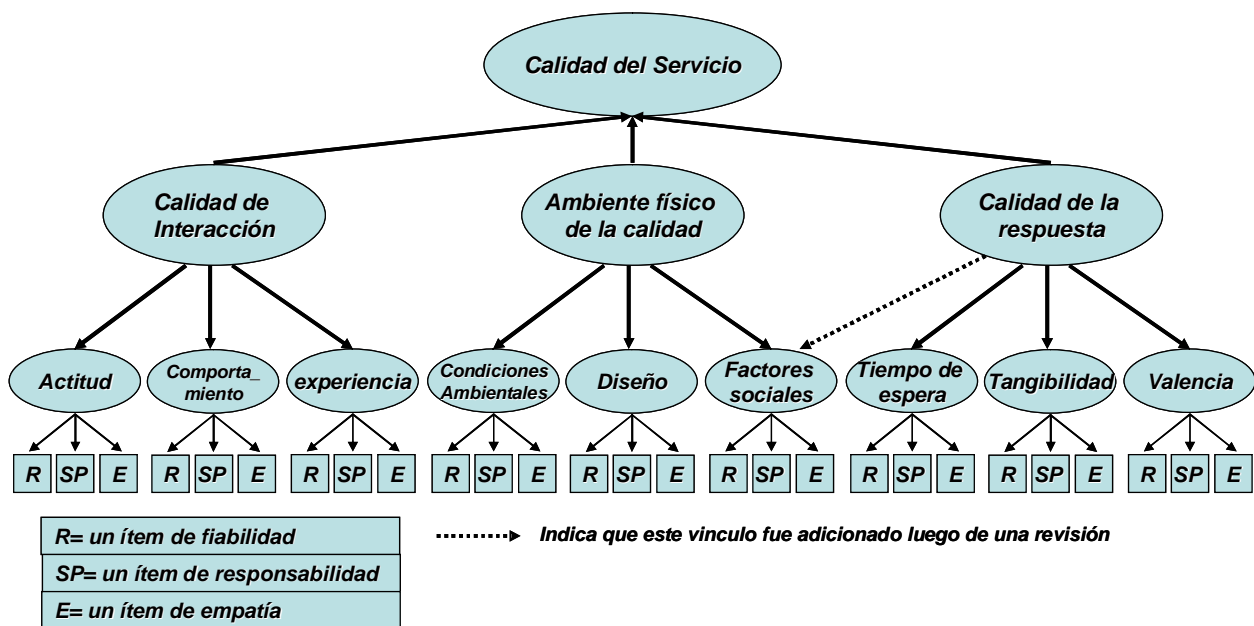 Calidad del Servicio
Calidad de
Interacción
Ambiente físico
de la calidad
Calidad de la
respuesta
Actitud
Comporta_
miento
experiencia
Condiciones
Ambientales
Diseño
Factores
sociales
Tiempo de
espera
Tangibilidad
Valencia
R SP E R SP E R SP E R SP E R SP E R SP E R SP E R SP E R SP E
R= un ítem de fiabilidad
Indica que este vinculo fue adicionado luego de una revisión
SP= un ítem de responsabilidad
E= un ítem de empatía